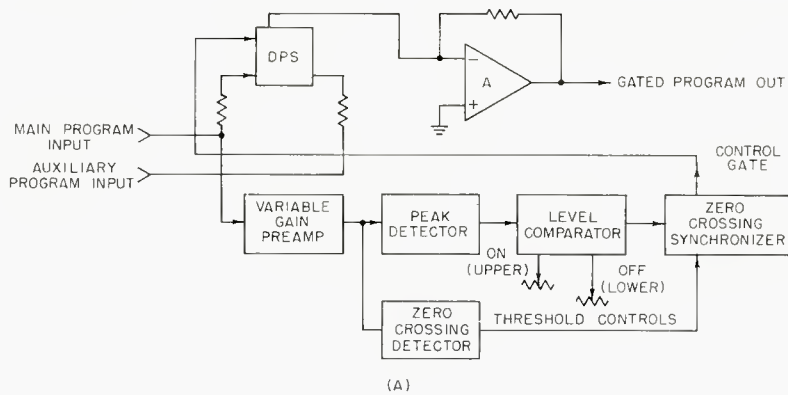 DPS
−
A
+
GATED PROGRAM OUT
MAIN PROGRAM
INPUT
AUXILIARY
PROGRAM INPUT
CONTROL
GATE
VARIABLE
GAIN
PREAMP
PEAK
DETECTOR
LEVEL
COMPARATOR
ZERO
CROSSING
SYNCHRONIZER
ON
(UPPER)
OFF
(LOWER)
ZERO
CROSSING
DETECTOR
THRESHOLD CONTROLS
(A)